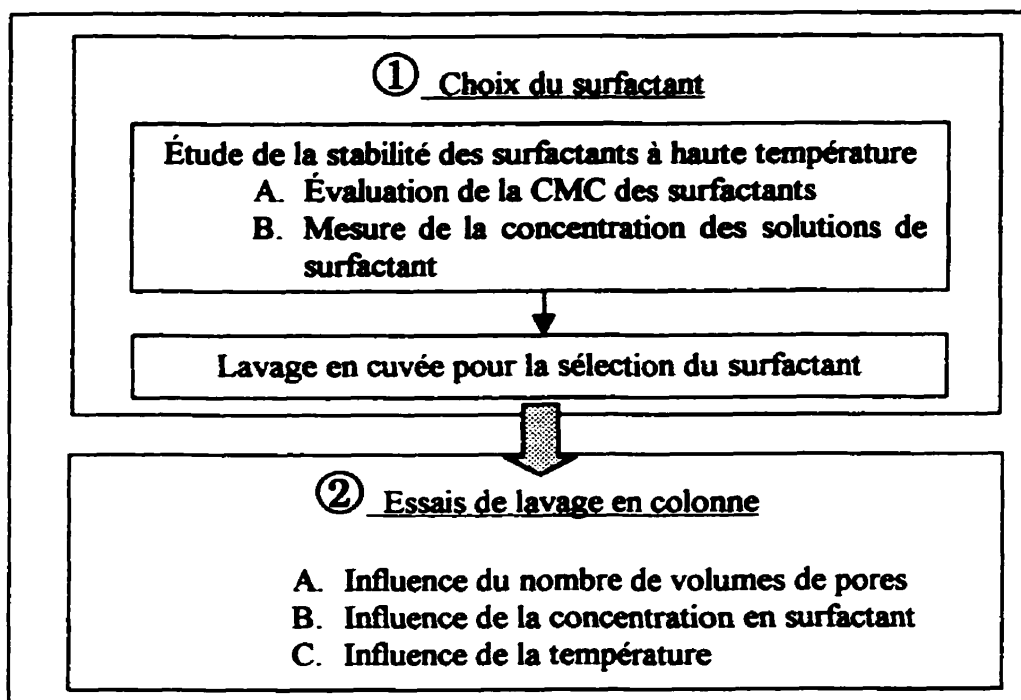 ① Choix du surfactant
Étude de la stabilité des surfactants à haute température
A. Évaluation de la CMC des surfactants
B. Mesure de la concentration des solutions de
surfactant
Lavage en cuvée pour la sélection du surfactant
② Essais de lavage en colonne
A. Influence du nombre de volumes de pores
B. Influence de la concentration en surfactant
C. Influence de la température